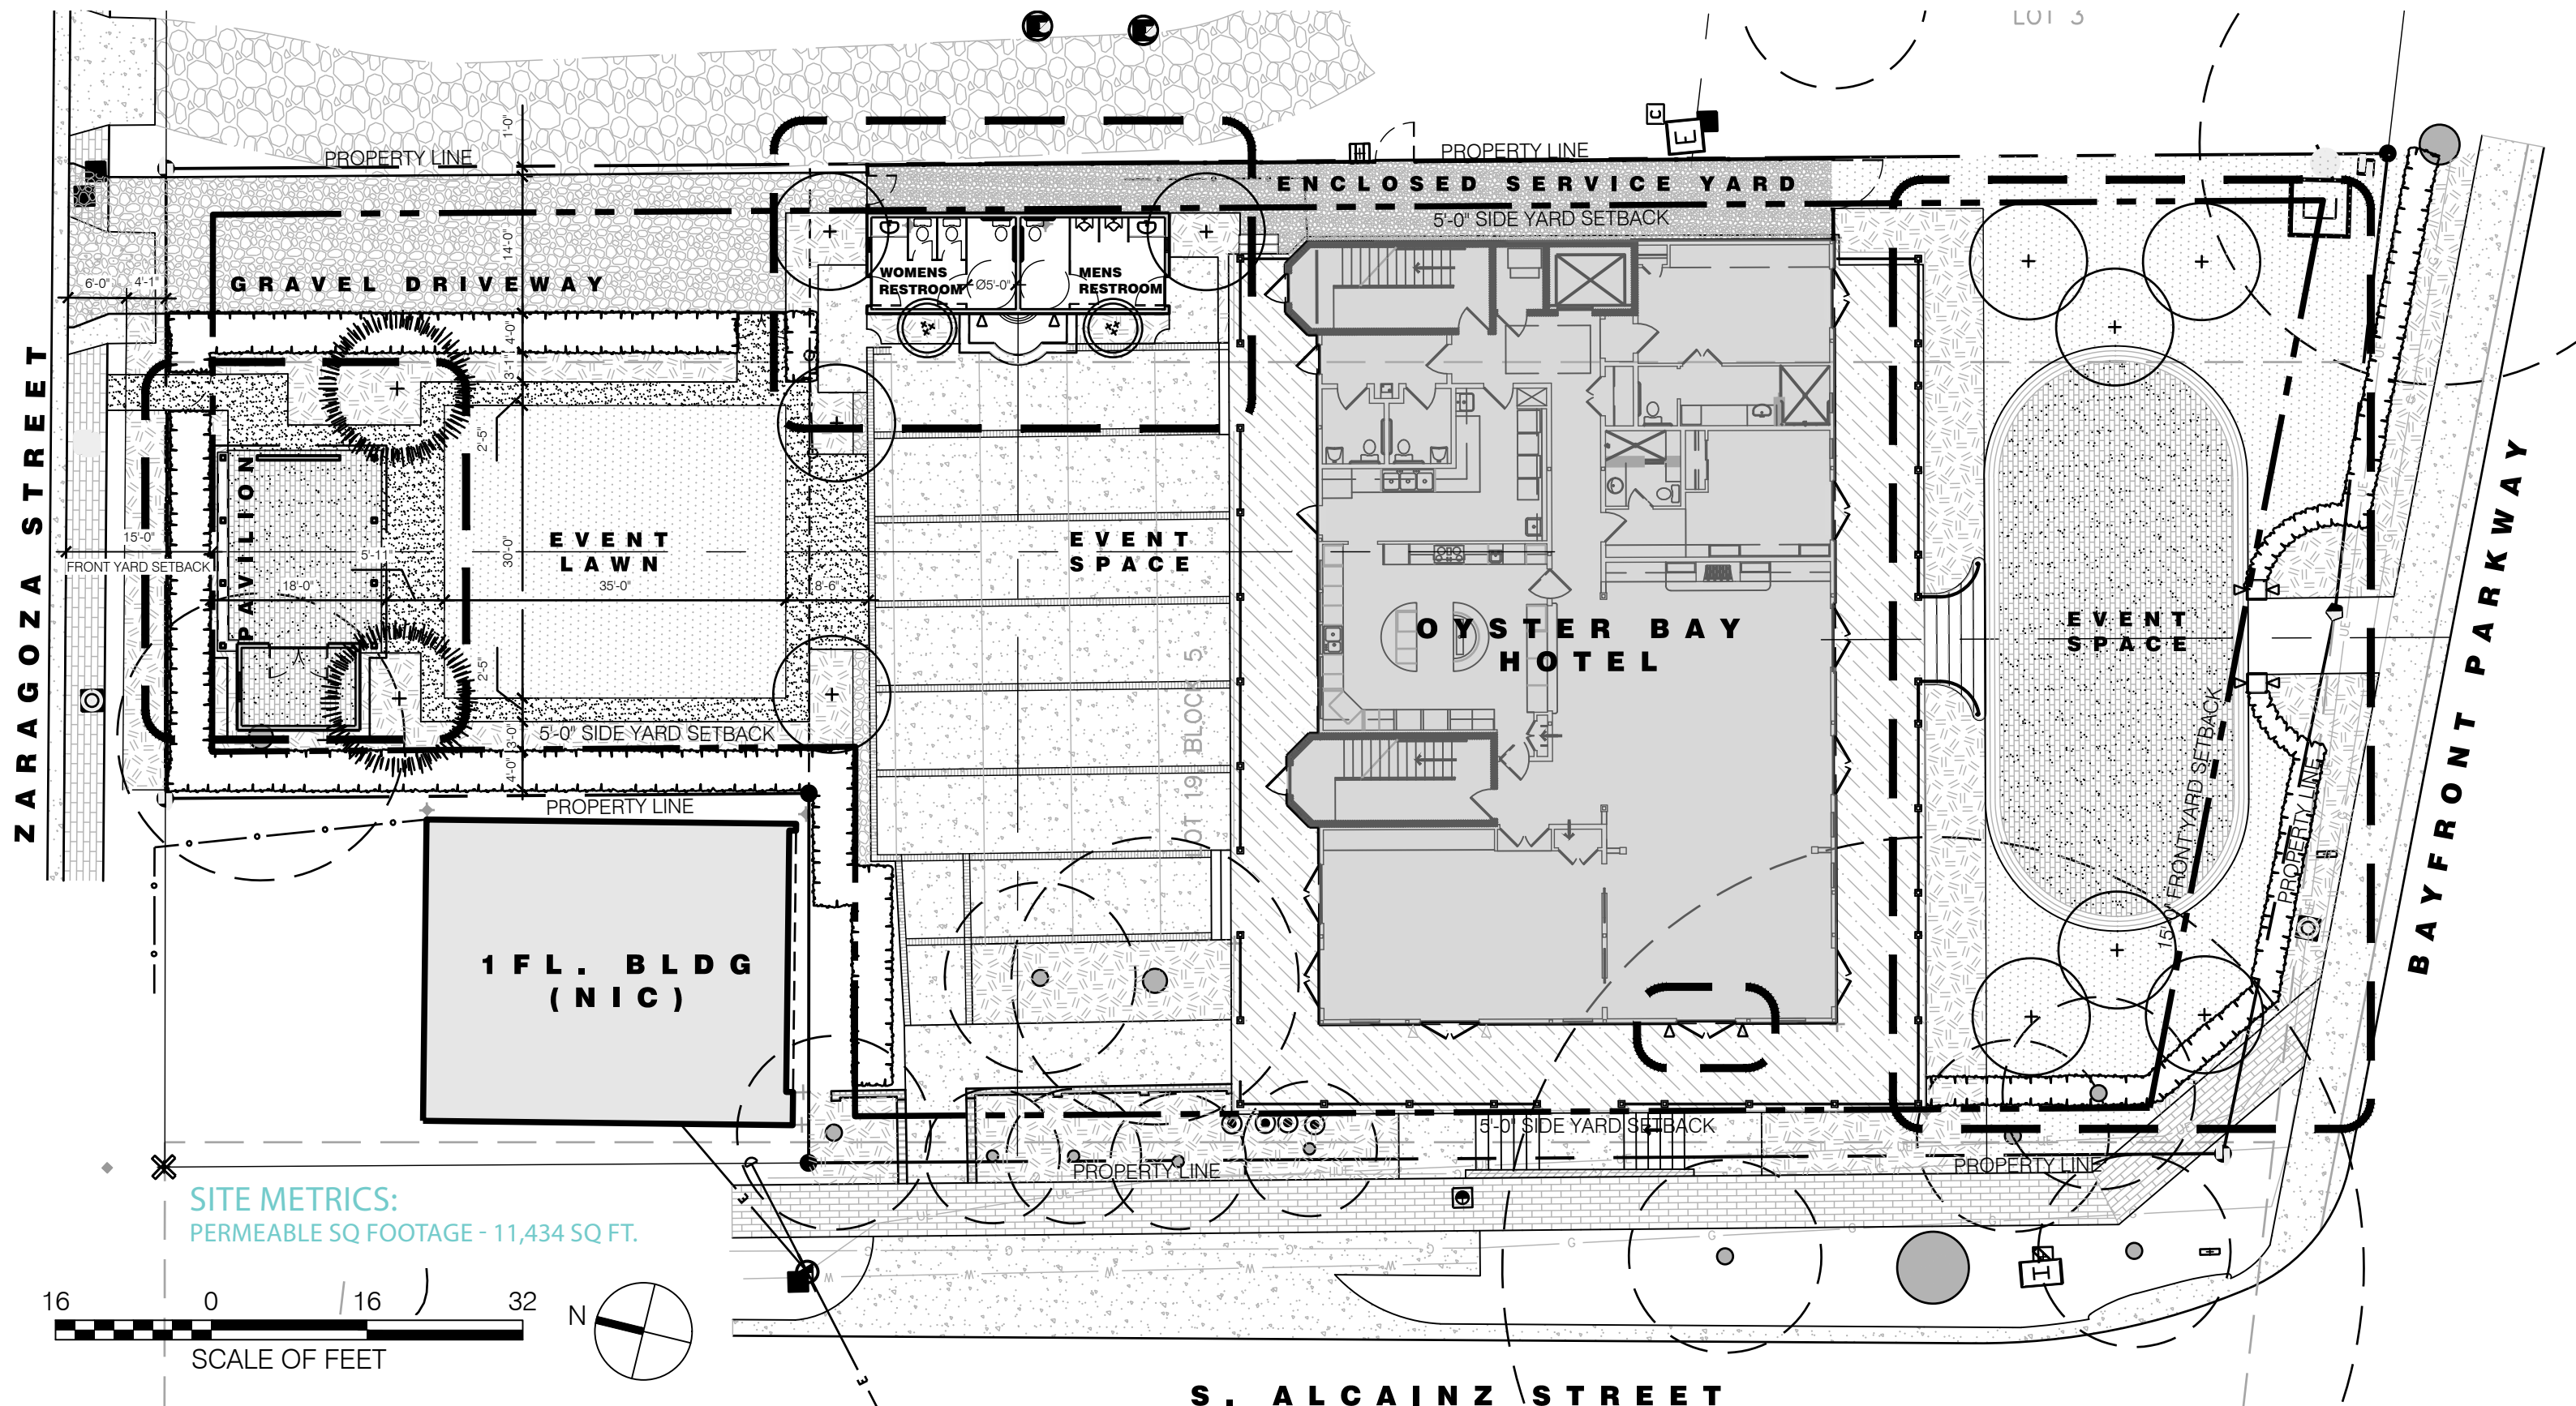 LOT 3
PROPERTY LINE
PROPERTY LINE
1'-0"
C
E
ENCLOSED SERVICE YARD
5'-0" SIDE YARD SETBACK
14'-0"
6'-0"
4'-1"
GRAVEL DRIVEWAY
WOMENS
RESTROOM
Ø5'-0"
MENS
RESTROOM
4'-0"
3'-1"
2'-5"
ZARAGOZA STREET
15'-0"
FRONT YARD SETBACK
PAVILION
5'-11"
18'-0"
EVENT
LAWN
30'-0"
35'-0"
8'-6"
2'-5"
EVENT
SPACE
LOT 19 BLOCK 5
OYSTER BAY
HOTEL
EVENT
SPACE
15'-0" FRONT YARD SETBACK
PROPERTY LINE
BAYFRONT PARKWAY
5'-0" SIDE YARD SETBACK
3'-0"
4'-0"
PROPERTY LINE
1 FL. BLDG
(NIC)
5'-0" SIDE YARD SETBACK
PROPERTY LINE
PROPERTY LINE
SITE METRICS:
PERMEABLE SQ FOOTAGE - 11,434 SQ FT.
16 0 16 32
SCALE OF FEET
N
S. ALCAINZ STREET